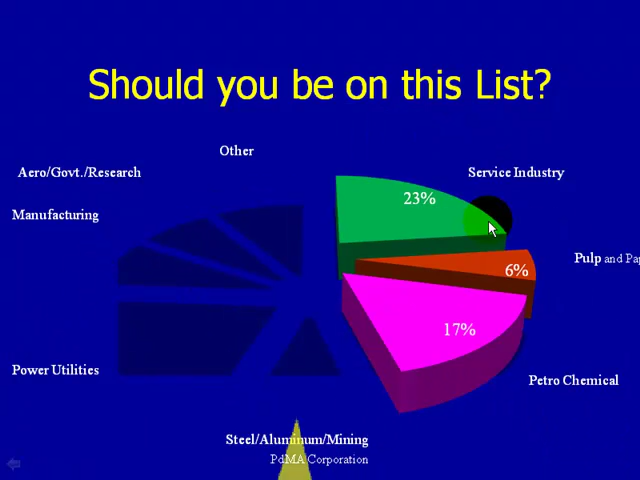 Should you be on this List?
Other
Aero/Govt./Research
Service Industry
23%
Manufacturing
Pulp and Pap
6%
17%
Power Utilities
Petro Chemical
Steel/Aluminum/Mining
PdMA Corporation